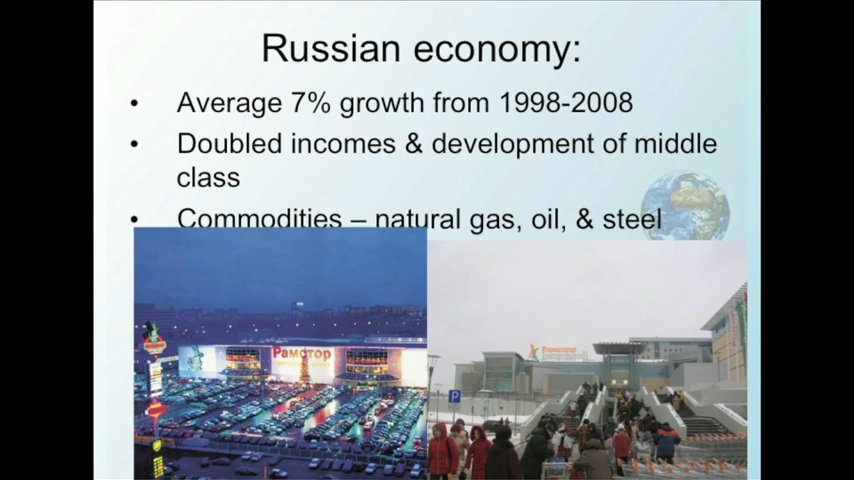 Russian economy:
• Average 7% growth from 1998-2008
• Doubled incomes & development of middle
class
• Commodities – natural gas, oil, & steel
Рамстор
Рамстор
P